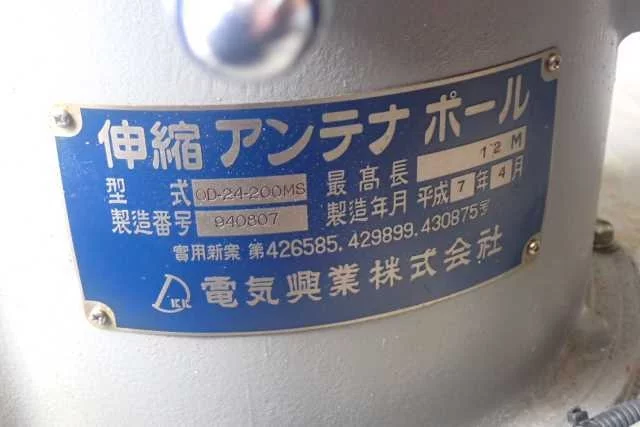 伸縮 アンテナ ポール
型 式 OD-24-200MS 最高長 12M
製造番号 940807 製造年月 平成 7 年 4 月
實用新案 第426585.429899.430875号
DKK 電気興業株式会社